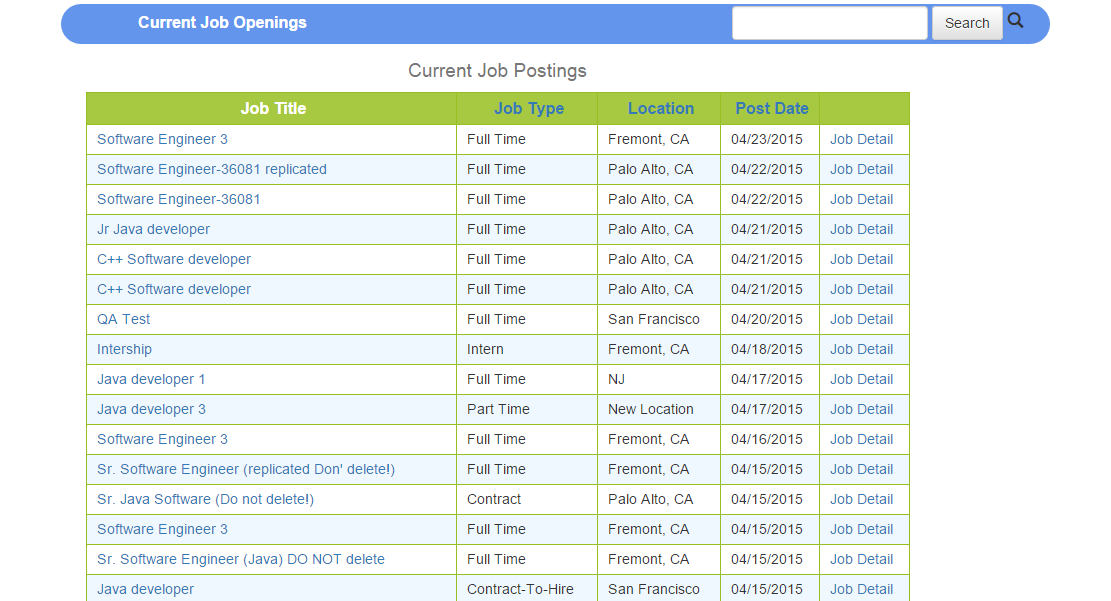 Current Job Openings Search
Current Job Postings
Job Title Job Type Location Post Date
Software Engineer 3 Full Time Fremont, CA 04/23/2015 Job Detail
Software Engineer-36081 replicated Full Time Palo Alto, CA 04/22/2015 Job Detail
Software Engineer-36081 Full Time Palo Alto, CA 04/22/2015 Job Detail
Jr Java developer Full Time Palo Alto, CA 04/21/2015 Job Detail
C++ Software developer Full Time Palo Alto, CA 04/21/2015 Job Detail
C++ Software developer Full Time Palo Alto, CA 04/21/2015 Job Detail
QA Test Full Time San Francisco 04/20/2015 Job Detail
Intership Intern Fremont, CA 04/18/2015 Job Detail
Java developer 1 Full Time NJ 04/17/2015 Job Detail
Java developer 3 Part Time New Location 04/17/2015 Job Detail
Software Engineer 3 Full Time Fremont, CA 04/16/2015 Job Detail
Sr. Software Engineer (replicated Don' delete!) Full Time Fremont, CA 04/15/2015 Job Detail
Sr. Java Software (Do not delete!) Contract Palo Alto, CA 04/15/2015 Job Detail
Software Engineer 3 Full Time Fremont, CA 04/15/2015 Job Detail
Sr. Software Engineer (Java) DO NOT delete Full Time Fremont, CA 04/15/2015 Job Detail
Java developer Contract-To-Hire San Francisco 04/15/2015 Job Detail